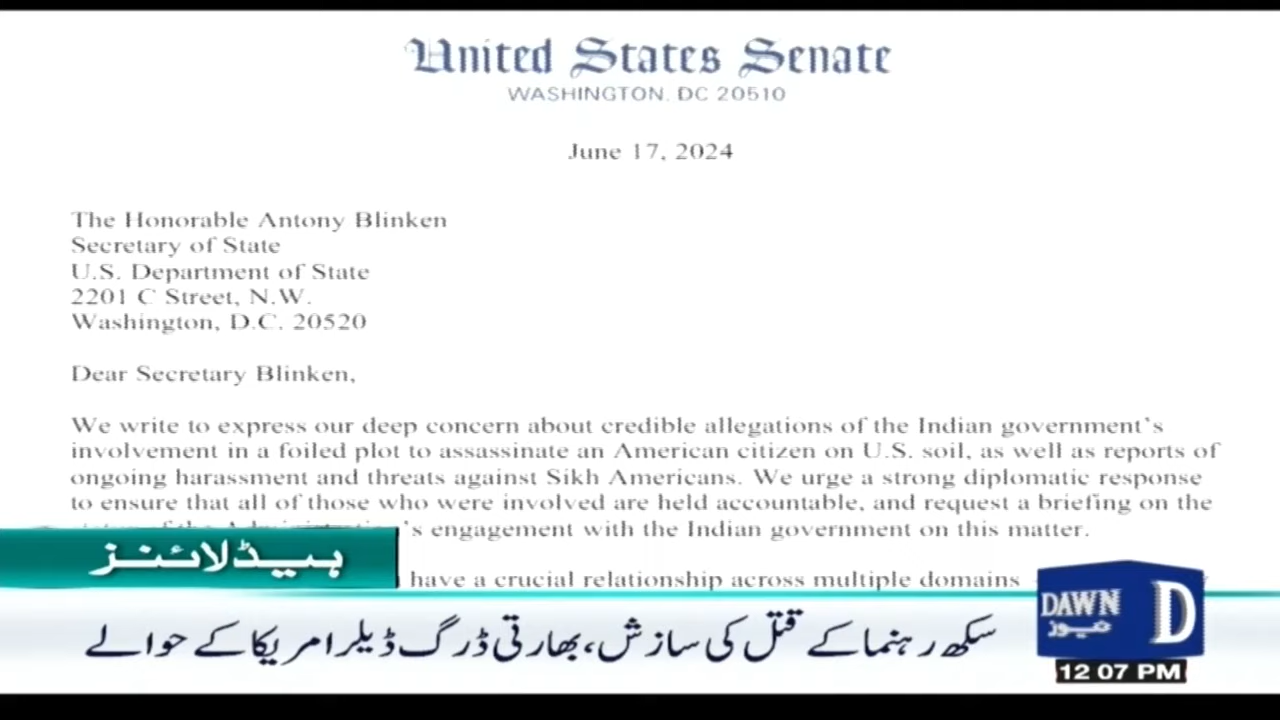 United States Senate
WASHINGTON, DC 20510
June 17, 2024
The Honorable Antony Blinken
Secretary of State
U.S. Department of State
2201 C Street, N.W.
Washington, D.C. 20520
Dear Secretary Blinken,
We write to express our deep concern about credible allegations of the Indian government's
involvement in a foiled plot to assassinate an American citizen on U.S. soil, as well as reports of
ongoing harassment and threats against Sikh Americans. We urge a strong diplomatic response
to ensure that all of those who were involved are held accountable, and request a briefing on the
's engagement with the Indian government on this matter.
have a crucial relationship across multiple domains
ہیڈلائنز
سکھ رہنما کے قتل کی سازش، بھارتی ڈرگ ڈیلر امریکا کے حوالے
DAWN
نیوز
D
12 07 PM